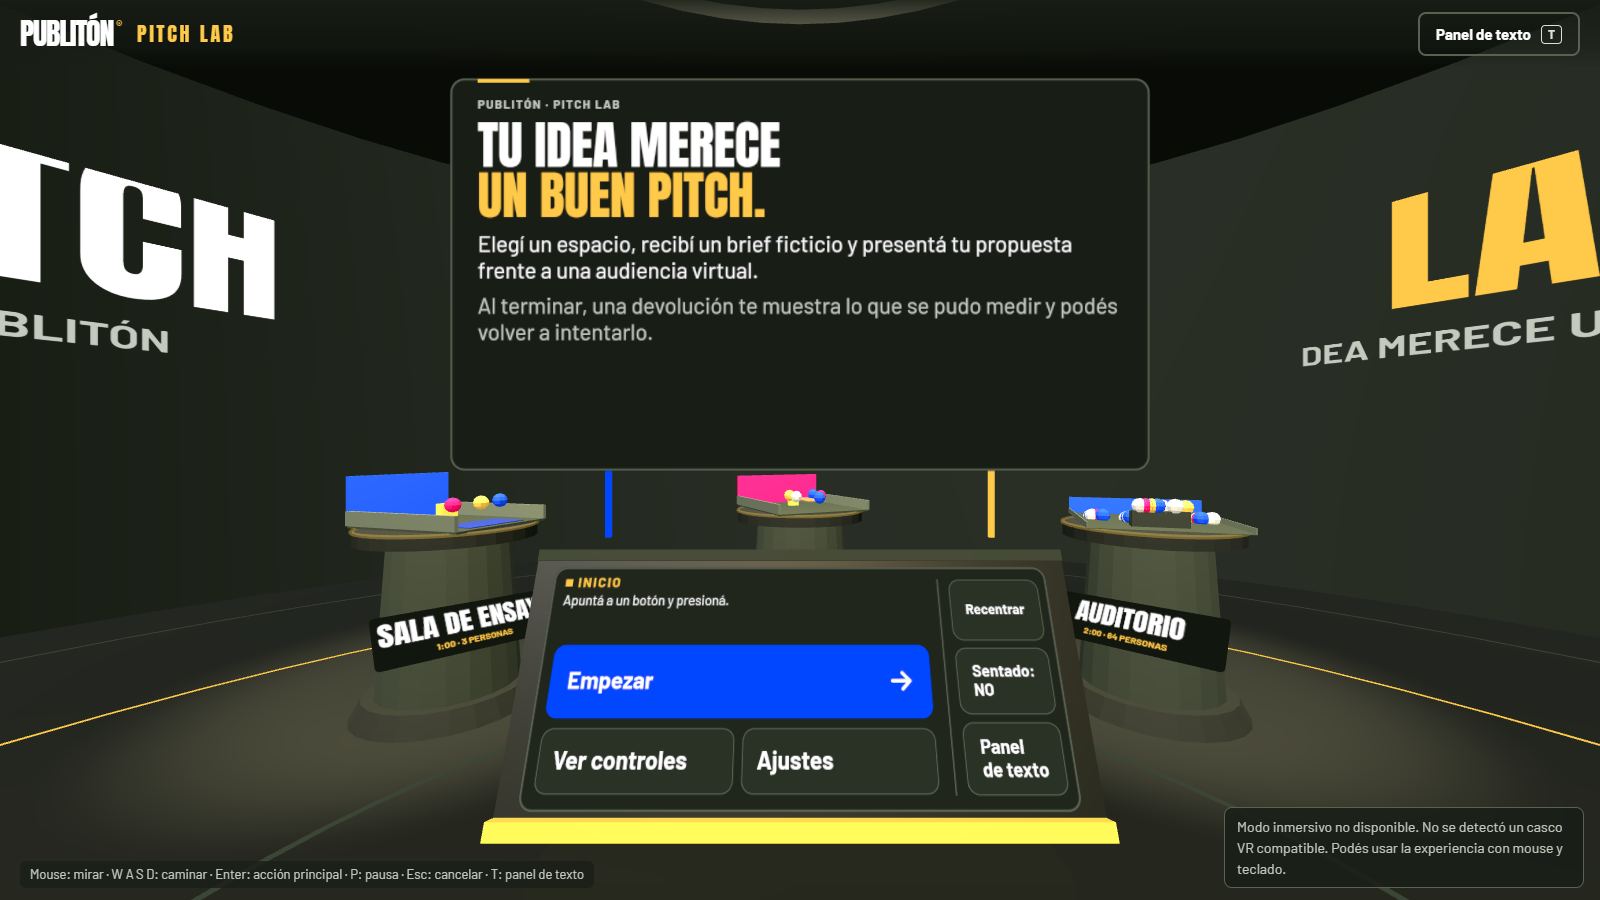 PUBLITÓN
PITCH LAB
Panel de texto T
PUBLITÓN · PITCH LAB
TU IDEA MERECE
UN BUEN PITCH.
Elegí un espacio, recibí un brief ficticio y presentá tu propuesta
frente a una audiencia virtual.
Al terminar, una devolución te muestra lo que se pudo medir y podés
volver a intentarlo.
TCH
BLITÓN
LA
DEA MERECE U
SALA DE ENSAY
1:00 · 3 PERSONAS
AUDITORIO
2:00 · 64 PERSONAS
INICIO
Apuntá a un botón y presioná.
Empezar
Ver controles
Ajustes
Recentrar
Sentado:
NO
Panel
de texto
Modo inmersivo no disponible. No se detectó un casco
VR compatible. Podés usar la experiencia con mouse y
teclado.
Mouse: mirar · W A S D: caminar · Enter: acción principal · P: pausa · Esc: cancelar · T: panel de texto